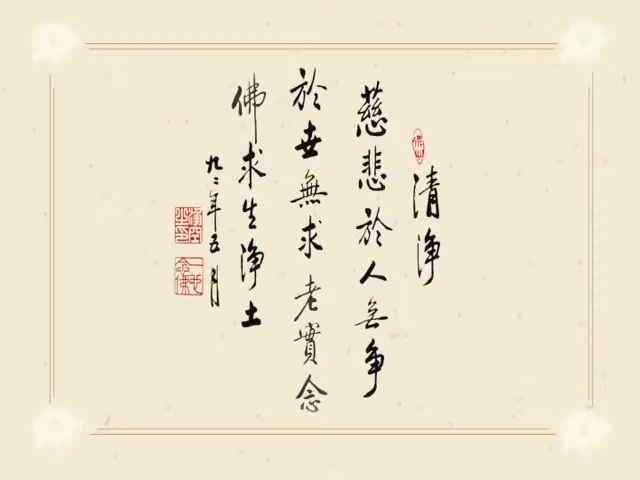 清淨
慈悲於人無争
於世無求老實念
佛求生淨土
九二年五月